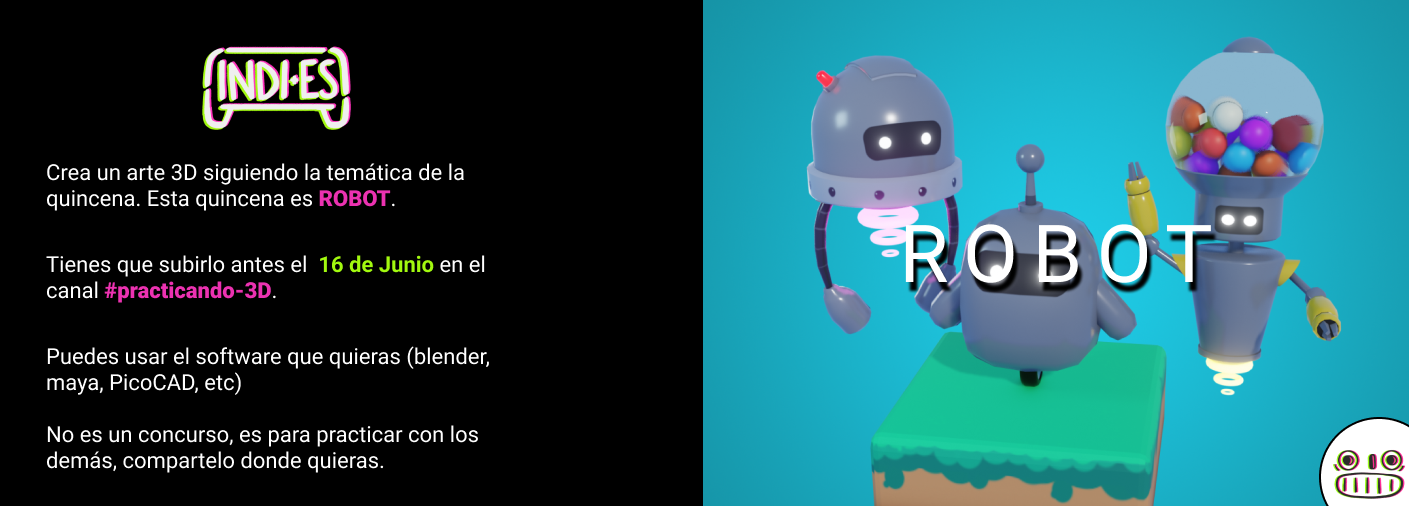 INDI-ES
Crea un arte 3D siguiendo la temática de la
quincena. Esta quincena es ROBOT.
Tienes que subirlo antes el 16 de Junio en el
canal #practicando-3D.
Puedes usar el software que quieras (blender,
maya, PicoCAD, etc)
No es un concurso, es para practicar con los
demás, compartelo donde quieras.
ROBOT